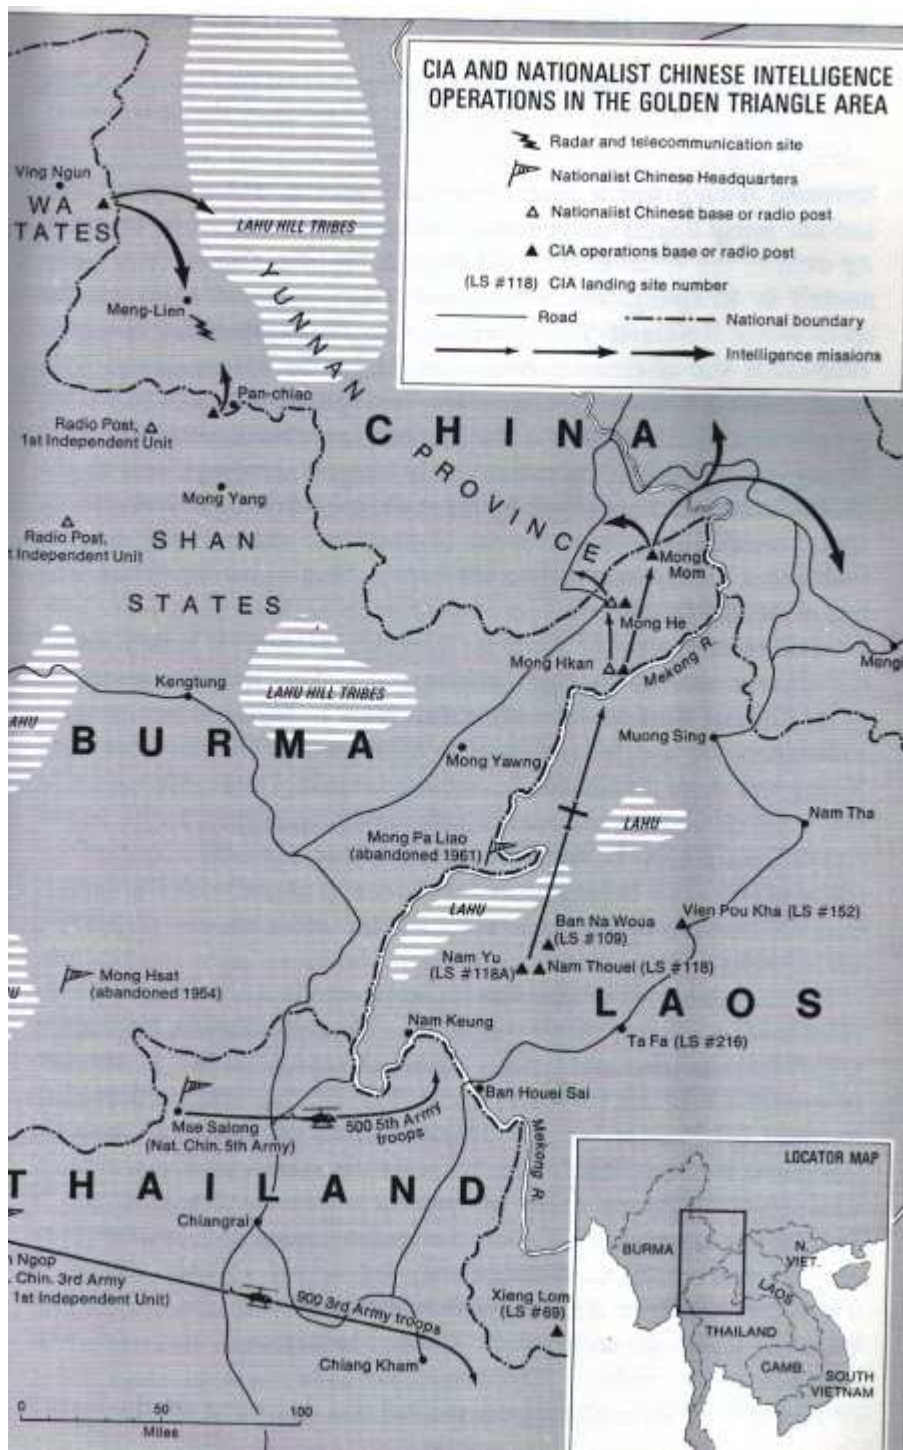 CIA AND NATIONALIST CHINESE INTELLIGENCE
OPERATIONS IN THE GOLDEN TRIANGLE AREA
Radar and telecommunication site
Nationalist Chinese Headquarters
Nationalist Chinese base or radio post
CIA operations base or radio post
(LS #118) CIA landing site number
Road
National boundary
Intelligence missions
Ving Ngun
WA
TATES
LAHU HILL TRIBES
YUNNAN
Meng-Lien
Pan-chiao
Radio Post,
1st Independent Unit
CHINA
PROVINCE
Mong Yang
Radio Post,
t Independent Unit
SHAN
STATES
Mong
Mom
Mong He
Mong Hkan
Mekong R.
Meng
Kengtung
LAHU HILL TRIBES
AHU
BURMA
Muong Sing
Mong Yawng
Nam Tha
LAHU
Mong Pa Liao
(abandoned 1961)
LAHU
Vien Pou Kha (LS #152)
Ban Na Woua
(LS #109)
Nam Yu
(LS #118A)
Nam Thouei (LS #118)
Mong Hsat
(abandoned 1954)
U
LAOS
Nam Keung
Ta Fa (LS #216)
Ban Houei Sai
Mae Salong
(Nat. Chin. 5th Army)
500 5th Army
troops
Mekong R.
THAILAND
Chiangrai
n Ngop
. Chin. 3rd Army
1st Independent Unit)
900 3rd Army troops
Xieng Lom
(LS #69)
Chiang Kham
0 50 100
Miles
LOCATOR MAP
BURMA
N.
VIET.
LAOS
THAILAND
CAMB.
SOUTH
VIETNAM